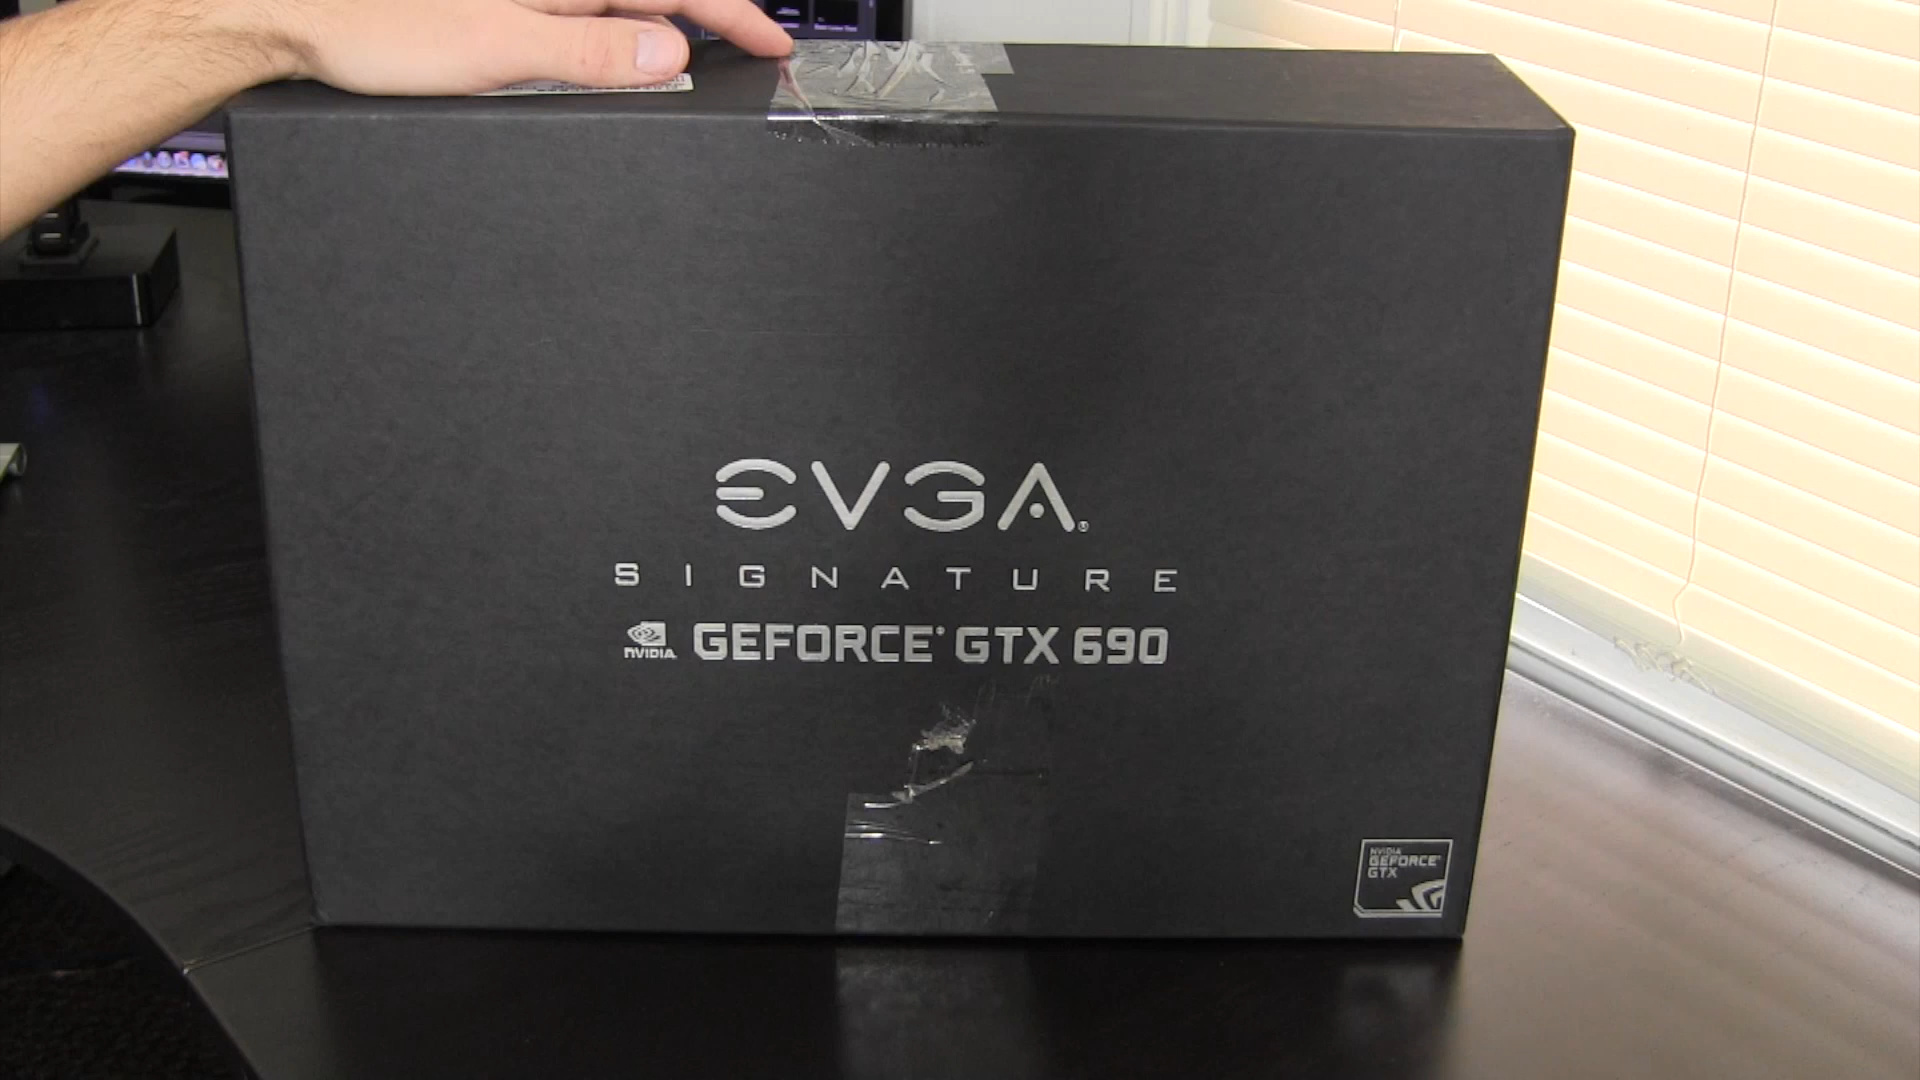 EVGA®
SIGNATURE
NVIDIA. GEFORCE® GTX 690
NVIDIA
GEFORCE®
GTX